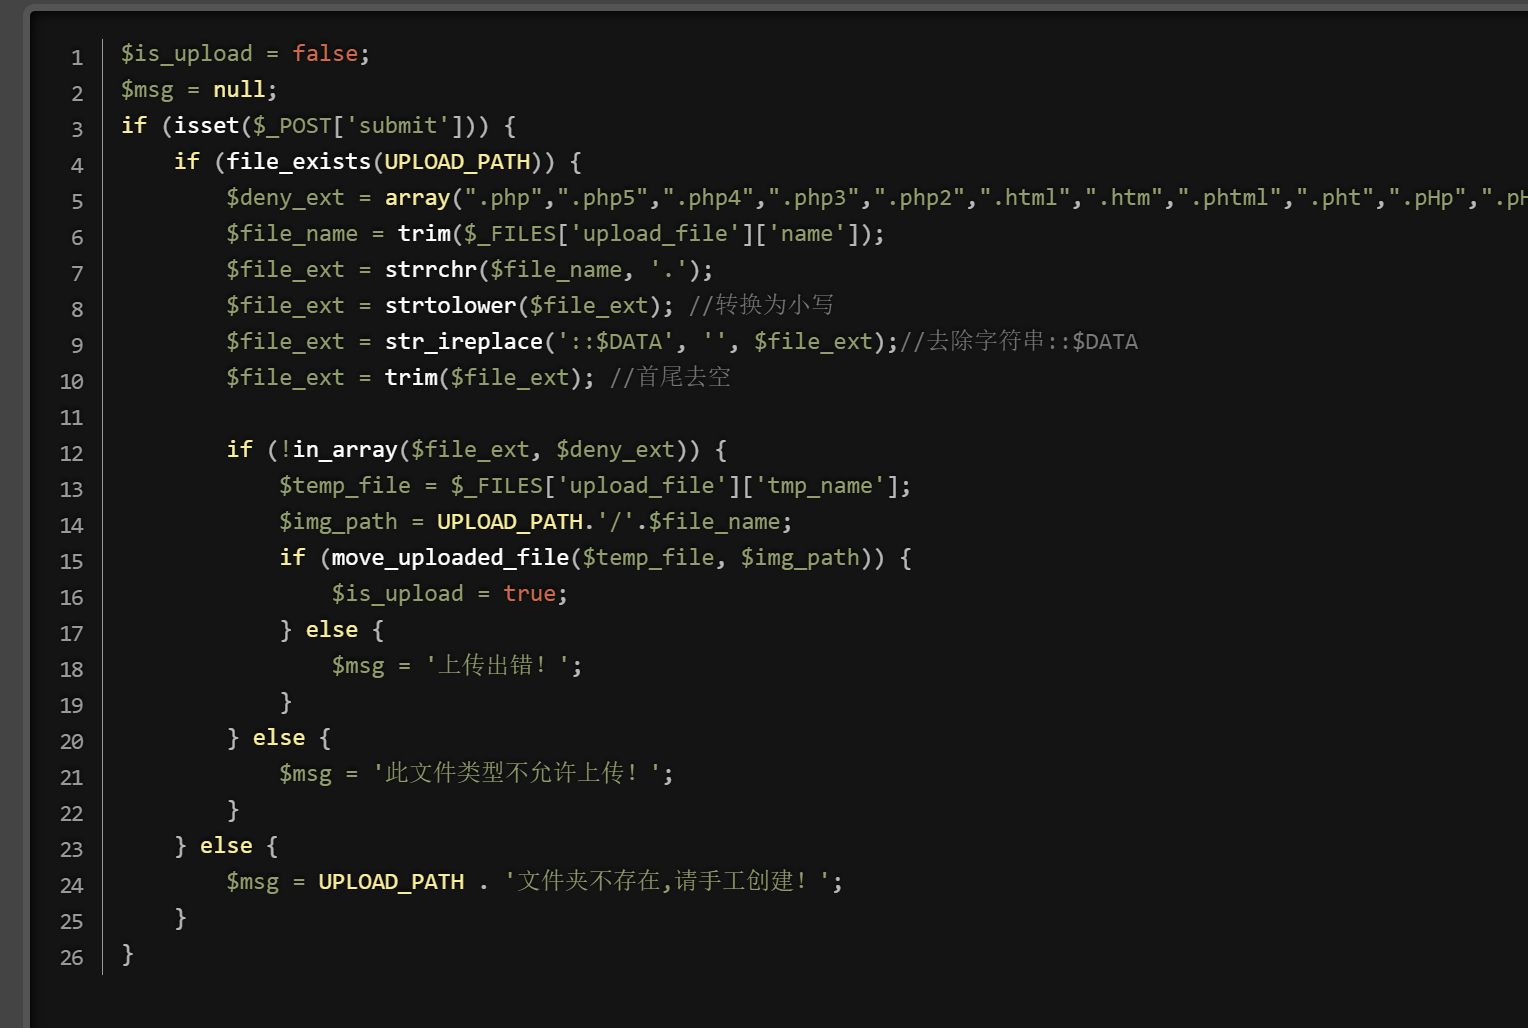 1 $is_upload = false;
2 $msg = null;
3 if (isset($_POST['submit'])) {
4 if (file_exists(UPLOAD_PATH)) {
5 $deny_ext = array(".php",".php5",".php4",".php3",".php2",".html",".htm",".phtml",".pht",".pHp",".pH
6 $file_name = trim($_FILES['upload_file']['name']);
7 $file_ext = strrchr($file_name, '.');
8 $file_ext = strtolower($file_ext); //转换为小写
9 $file_ext = str_ireplace('::$DATA', '', $file_ext);//去除字符串::$DATA
10 $file_ext = trim($file_ext); //首尾去空
11
12 if (!in_array($file_ext, $deny_ext)) {
13 $temp_file = $_FILES['upload_file']['tmp_name'];
14 $img_path = UPLOAD_PATH.'/'.$file_name;
15 if (move_uploaded_file($temp_file, $img_path)) {
16 $is_upload = true;
17 } else {
18 $msg = '上传出错！';
19 }
20 } else {
21 $msg = '此文件类型不允许上传！';
22 }
23 } else {
24 $msg = UPLOAD_PATH . '文件夹不存在,请手工创建！';
25 }
26 }